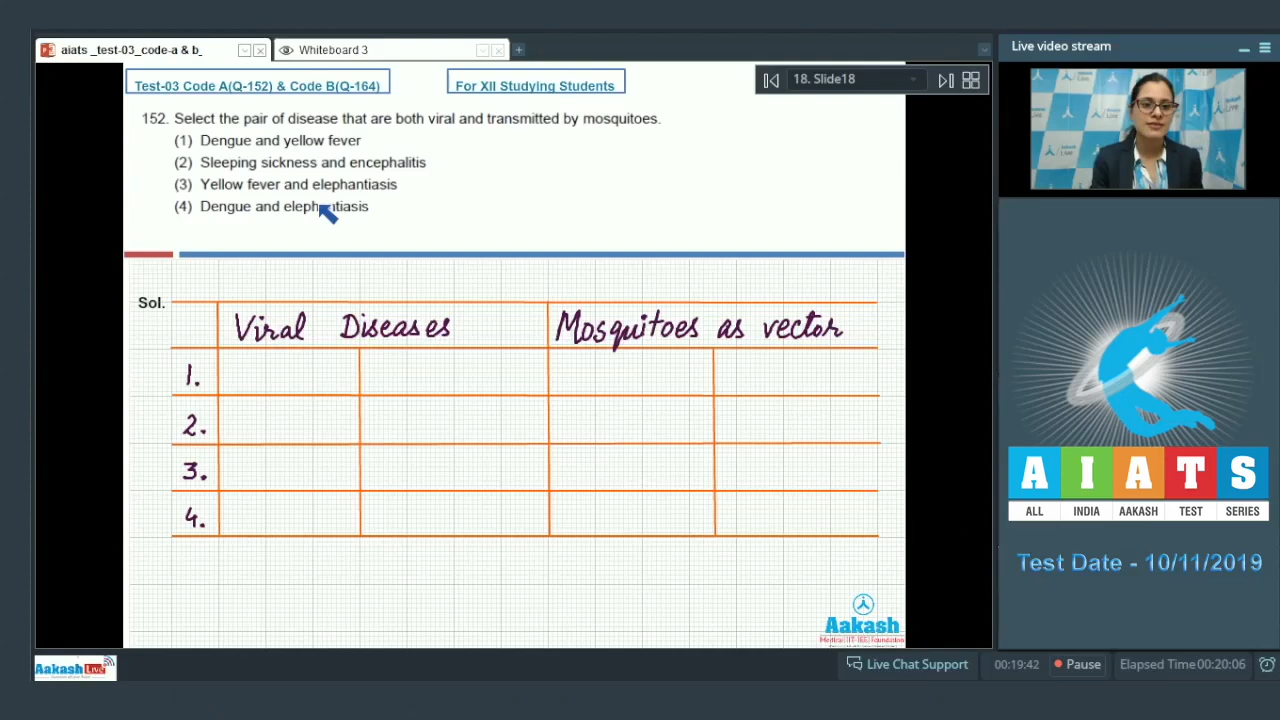 aiats _test-03_code-a & b_
Whiteboard 3
Live video stream
Test-03 Code A(Q-152) & Code B(Q-164)
For XII Studying Students
18. Slide18
152. Select the pair of disease that are both viral and transmitted by mosquitoes.
(1) Dengue and yellow fever
(2) Sleeping sickness and encephalitis
(3) Yellow fever and elephantiasis
(4) Dengue and elephantiasis
Sol.
Viral Diseases
Mosquitoes as vector
1.
2.
3.
4.
Aakash
A I A T S
ALL INDIA AAKASH TEST SERIES
Test Date - 10/11/2019
Aakash Live
Live Chat Support
00:19:42
Pause
Elapsed Time 00:20:06